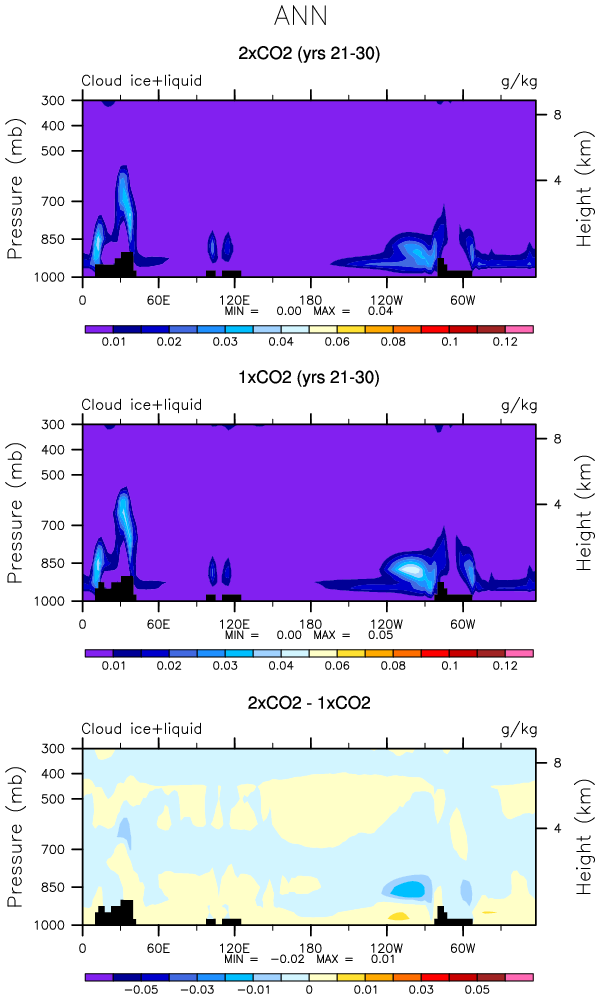 ANN
2xCO2 (yrs 21-30)
Cloud ice+liquid g/kg
Pressure (mb)
300
400
500
700
850
1000
8
4
Height (km)
0 60E 120E 180 120W 60W
MIN = 0.00 MAX = 0.04
0.01 0.02 0.03 0.04 0.06 0.08 0.1 0.12
1xCO2 (yrs 21-30)
Cloud ice+liquid g/kg
Pressure (mb)
300
400
500
700
850
1000
8
4
Height (km)
0 60E 120E 180 120W 60W
MIN = 0.00 MAX = 0.05
0.01 0.02 0.03 0.04 0.06 0.08 0.1 0.12
2xCO2 - 1xCO2
Cloud ice+liquid g/kg
Pressure (mb)
300
400
500
700
850
1000
8
4
Height (km)
0 60E 120E 180 120W 60W
MIN = -0.02 MAX = 0.01
-0.05 -0.03 -0.01 0 0.01 0.03 0.05